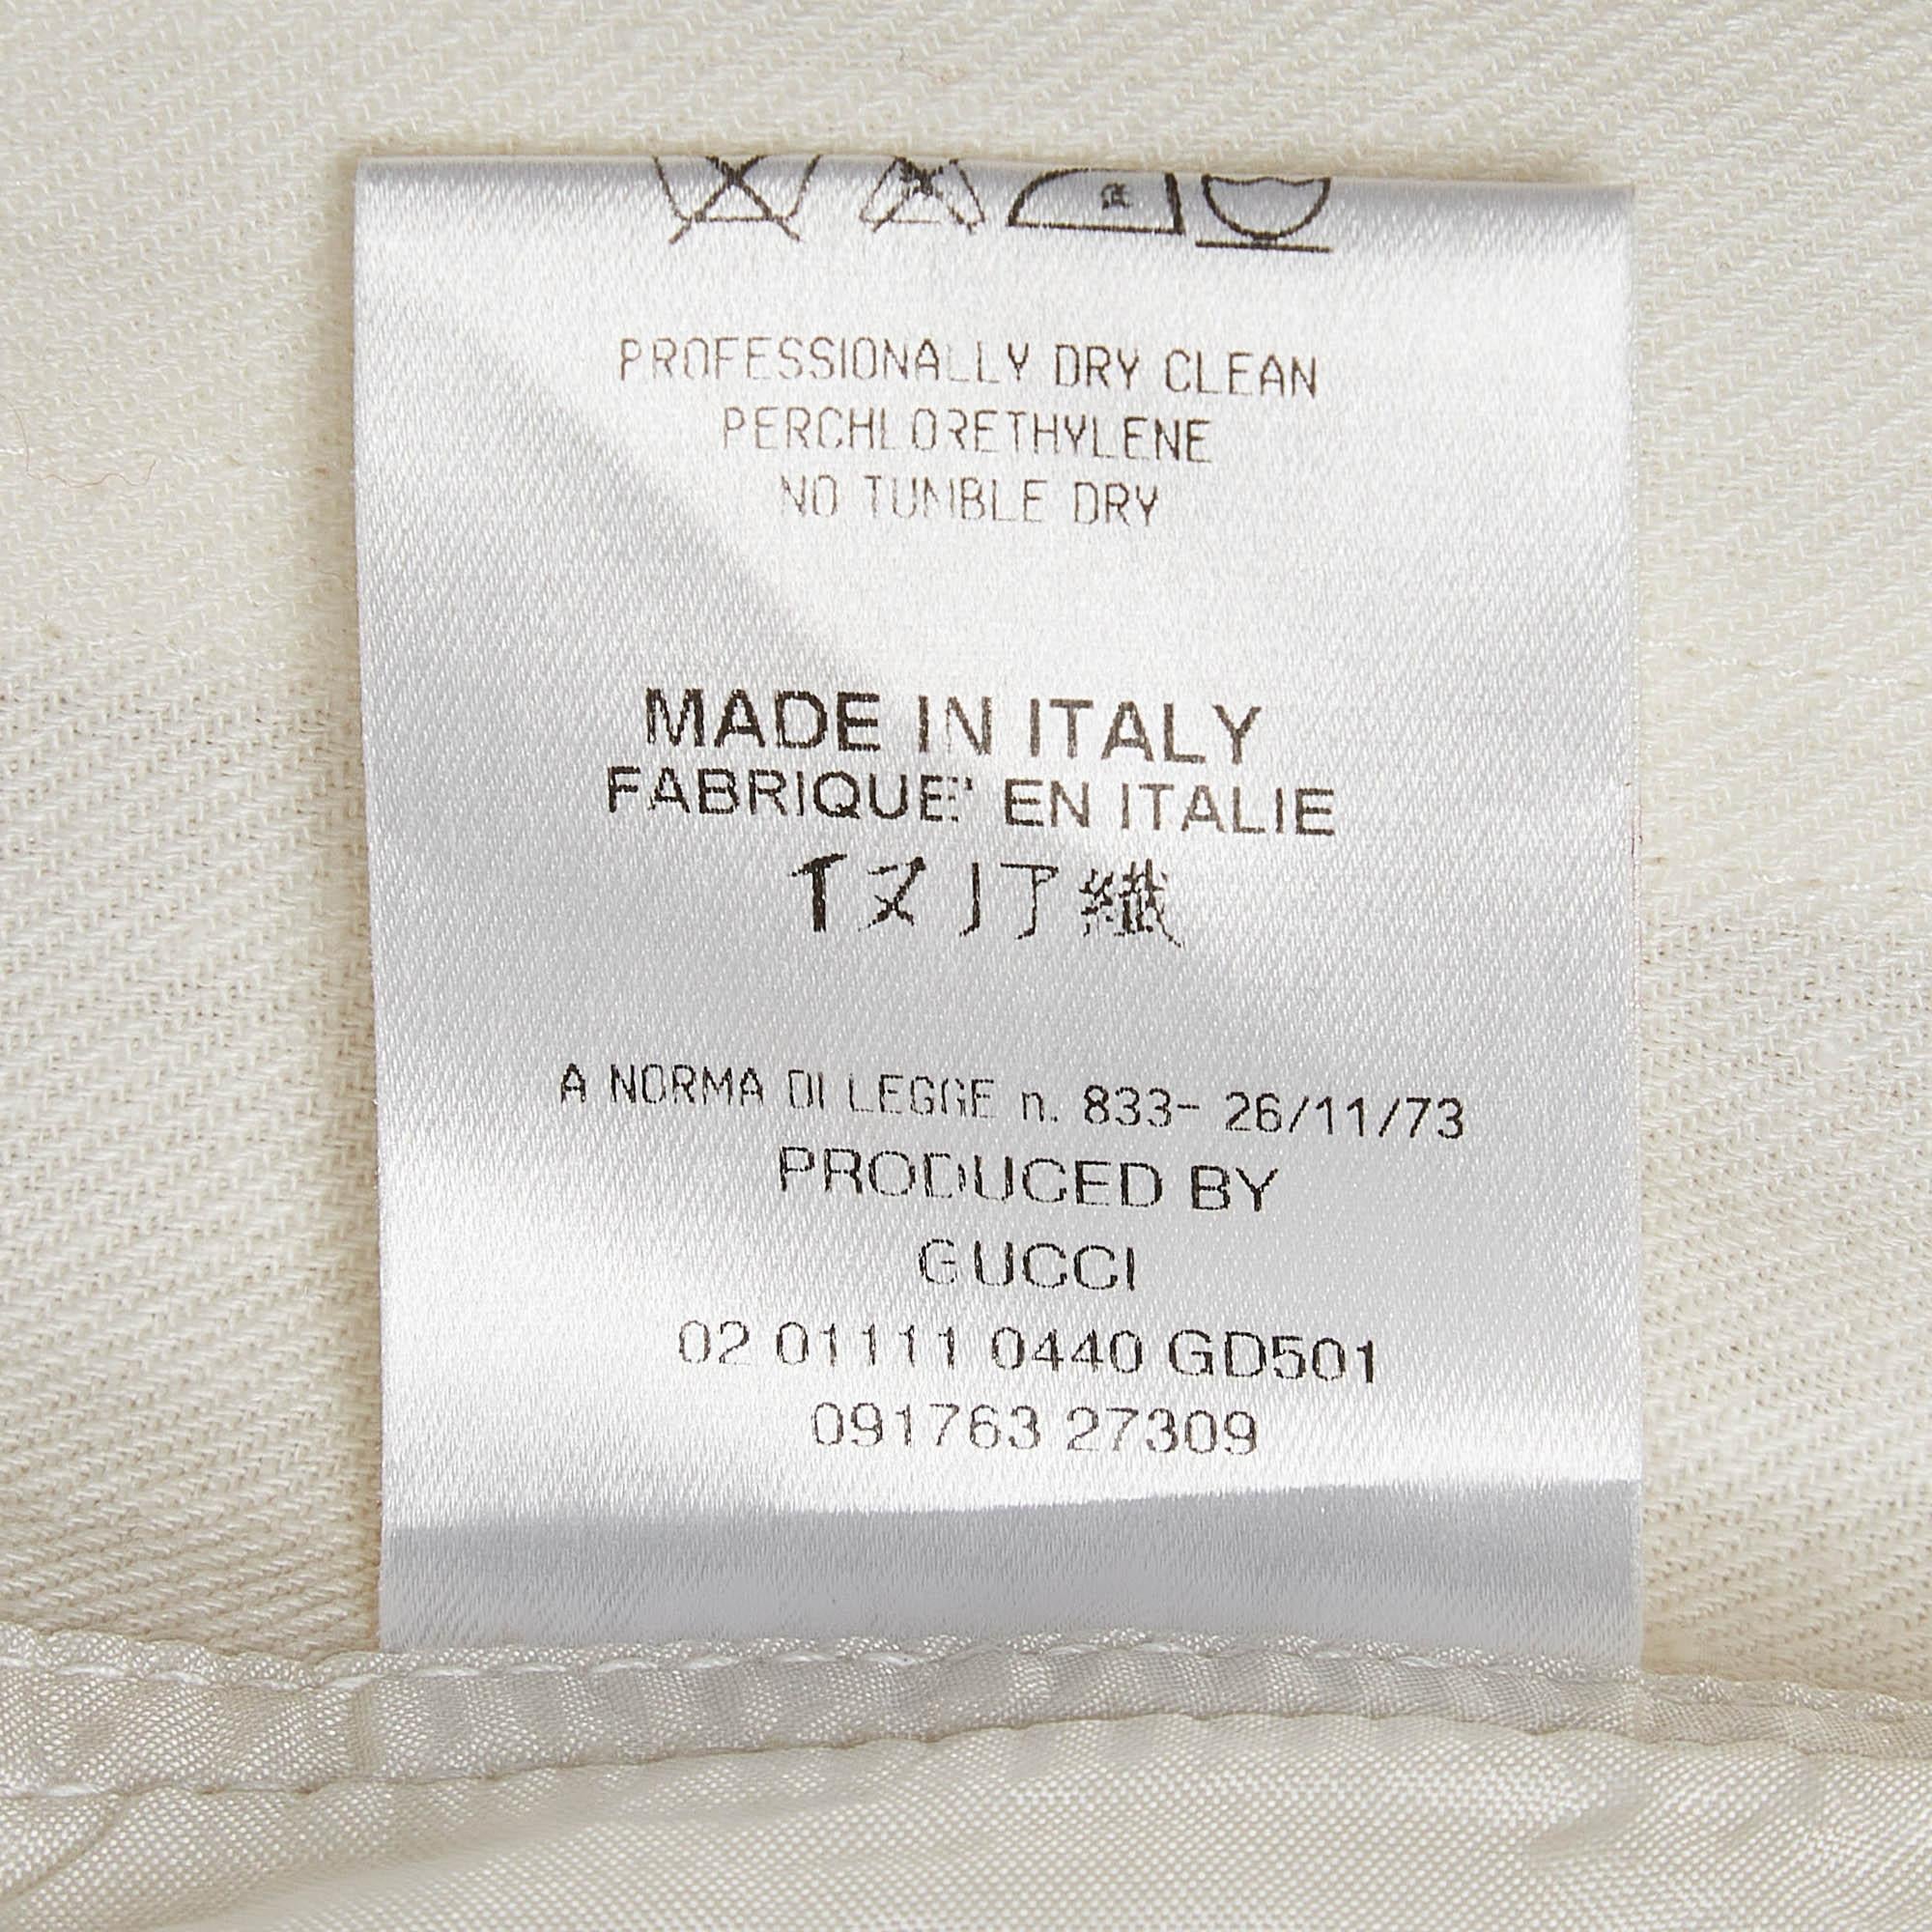 PROFESSIONALLY DRY CLEAN
PERCHLORETHYLENE
NO TUMBLE DRY
MADE IN ITALY
FABRIQUE' EN ITALIE
A NORMA DI LEGGE n. 833- 26/11/73
PRODUCED BY
GUCCI
02 01111 0440 GD501
091763 27309